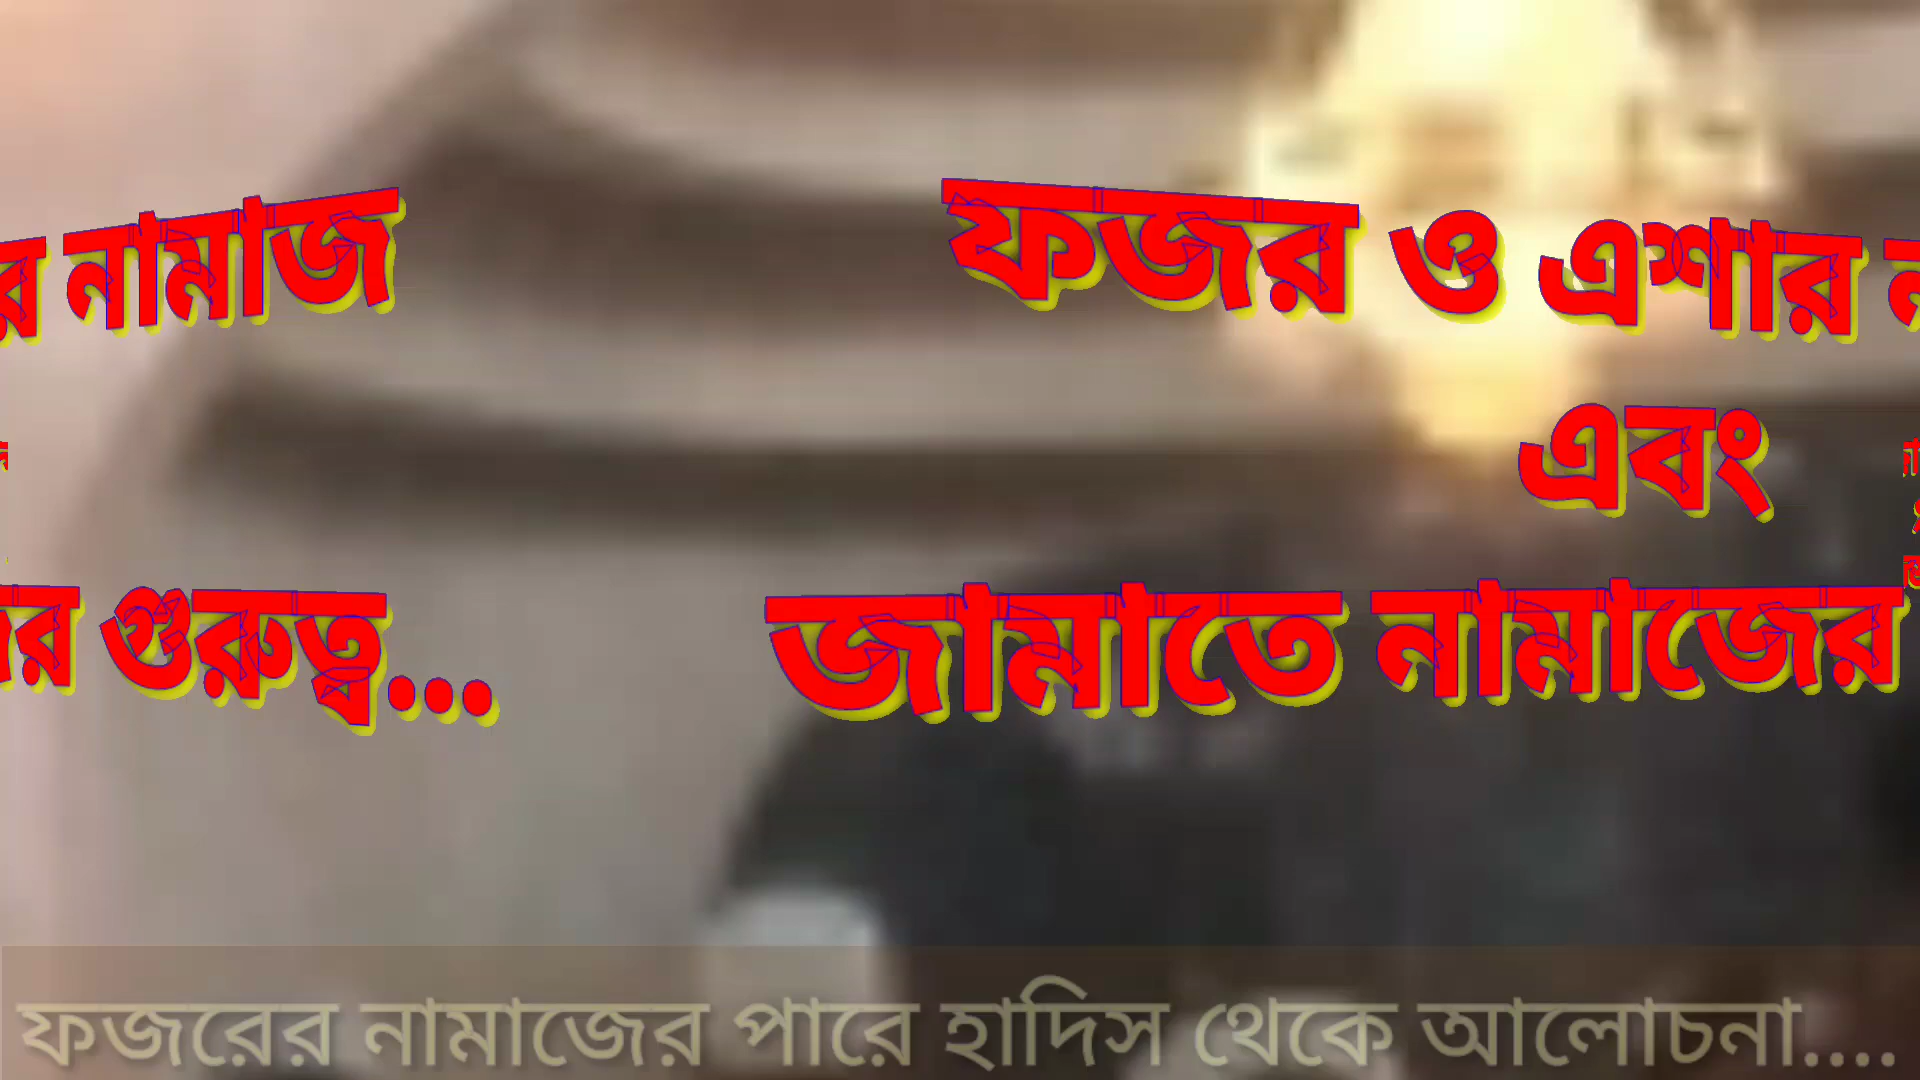 র নামাজ ফজর ও এশার ন
এবং
র গুরুত্ব... জামাতে নামাজের
ফজরের নামাজের পারে হাদিস থেকে আলোচনা....